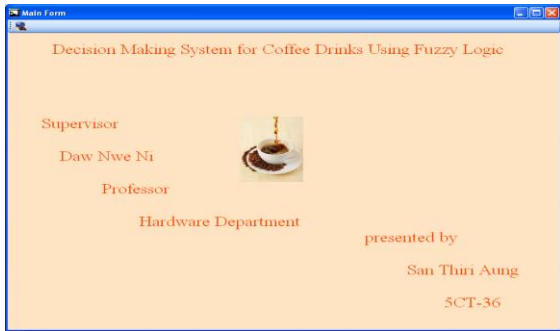 Main Form
Decision Making System for Coffee Drinks Using Fuzzy Logic
Supervisor
Daw Nwe Ni
Professor
Hardware Department
presented by
San Thiri Aung
5CT-36